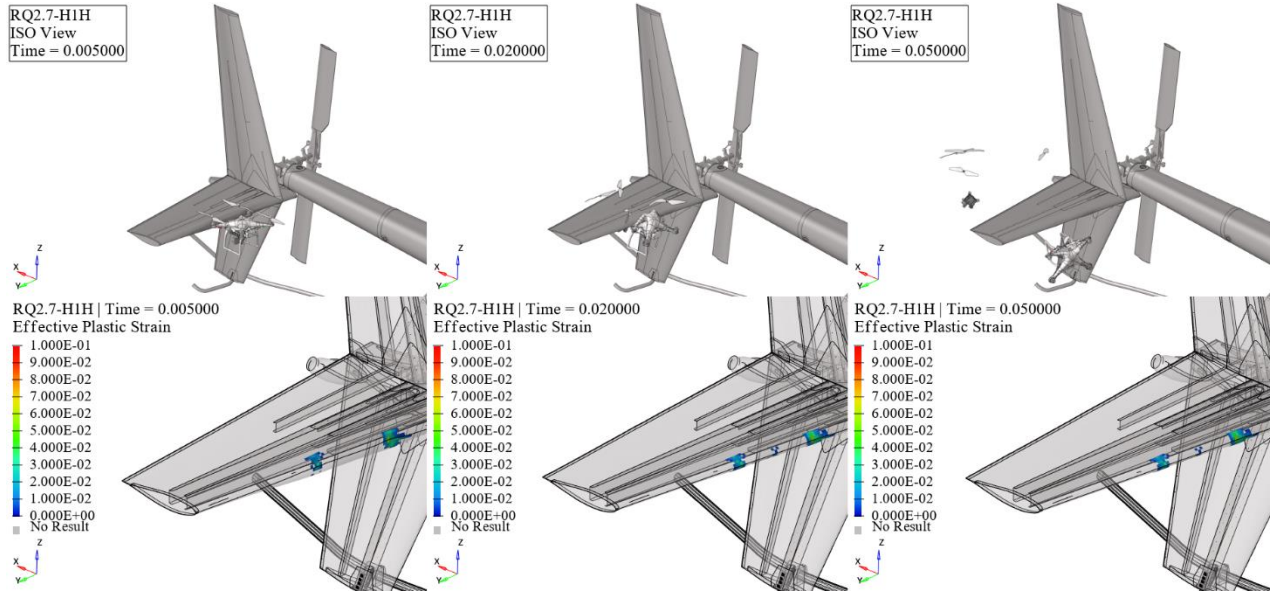 RQ2.7-H1H
ISO View
Time = 0.005000
Z
X
Y
RQ2.7-H1H
ISO View
Time = 0.020000
Z
X
Y
RQ2.7-H1H
ISO View
Time = 0.050000
Z
X
Y
RQ2.7-H1H | Time = 0.005000
Effective Plastic Strain
1.000E-01
9.000E-02
8.000E-02
7.000E-02
6.000E-02
5.000E-02
4.000E-02
3.000E-02
2.000E-02
1.000E-02
0.000E+00
No Result
Z
X
Y
RQ2.7-H1H | Time = 0.020000
Effective Plastic Strain
1.000E-01
9.000E-02
8.000E-02
7.000E-02
6.000E-02
5.000E-02
4.000E-02
3.000E-02
2.000E-02
1.000E-02
0.000E+00
No Result
Z
X
Y
RQ2.7-H1H | Time = 0.050000
Effective Plastic Strain
1.000E-01
9.000E-02
8.000E-02
7.000E-02
6.000E-02
5.000E-02
4.000E-02
3.000E-02
2.000E-02
1.000E-02
0.000E+00
No Result
Z
X
Y